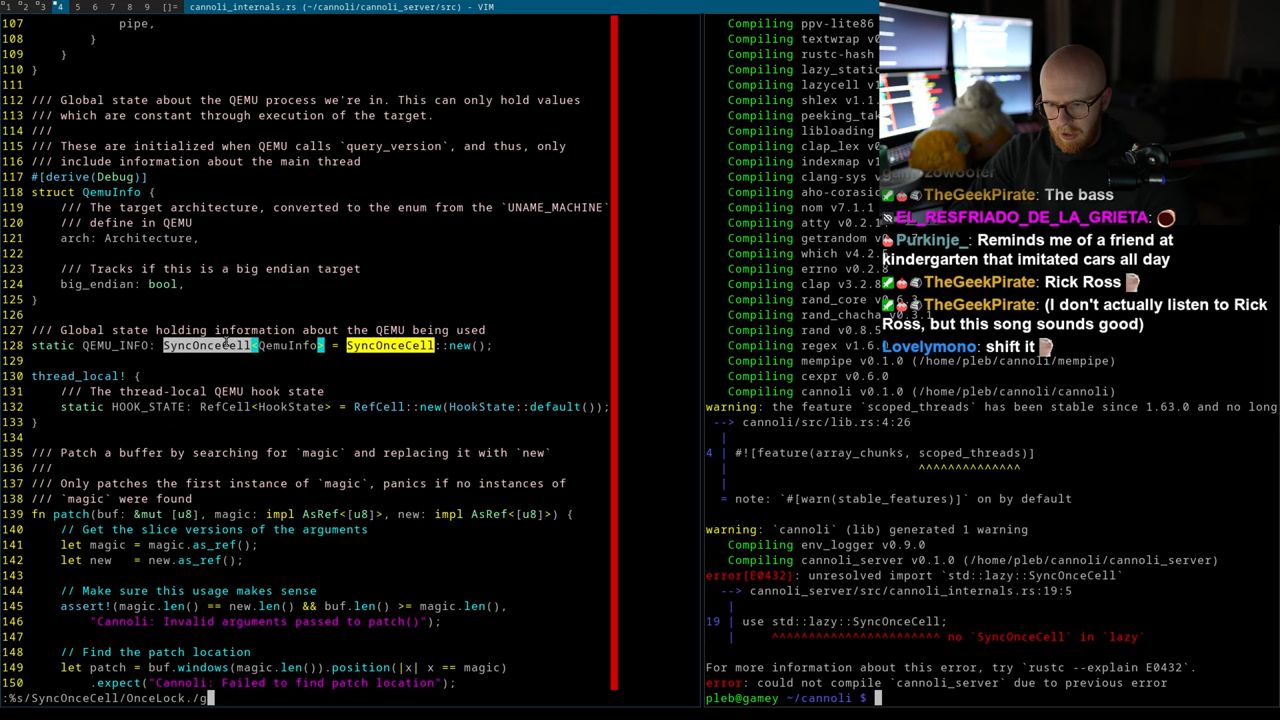 1 2 3 4 5 6 7 8 9 []= cannoli_internals.rs (~/cannoli/cannoli_server/src) - VIM
107             pipe,
108         }
109     }
110 }
111
112 /// Global state about the QEMU process we're in. This can only hold values
113 /// which are constant through execution of the target.
114 ///
115 /// These are initialized when QEMU calls `query_version`, and thus, only
116 /// include information about the main thread
117 #[derive(Debug)]
118 struct QemuInfo {
119     /// The target architecture, converted to the enum from the `UNAME_MACHINE`
120     /// define in QEMU
121     arch: Architecture,
122
123     /// Tracks if this is a big endian target
124     big_endian: bool,
125 }
126
127 /// Global state holding information about the QEMU being used
128 static QEMU_INFO: SyncOnceCell<QemuInfo> = SyncOnceCell::new();
129
130 thread_local! {
131     /// The thread-local QEMU hook state
132     static HOOK_STATE: RefCell<HookState> = RefCell::new(HookState::default());
133 }
134
135 /// Patch a buffer by searching for `magic` and replacing it with `new`
136 ///
137 /// Only patches the first instance of `magic`, panics if no instances of
138 /// `magic` were found
139 fn patch(buf: &mut [u8], magic: impl AsRef<[u8]>, new: impl AsRef<[u8]>) {
140     // Get the slice versions of the arguments
141     let magic = magic.as_ref();
142     let new   = new.as_ref();
143
144     // Make sure this usage makes sense
145     assert!(magic.len() == new.len() && buf.len() >= magic.len(),
146         "Cannoli: Invalid arguments passed to patch()");
147
148     // Find the patch location
149     let patch = buf.windows(magic.len()).position(|x| x == magic)
150         .expect("Cannoli: Failed to find patch location");
:%s/SyncOnceCell/OnceLock./g
Compiling ppv-lite86
Compiling textwrap v0
Compiling rustc-hash
Compiling lazy_static
Compiling lazycell v1
Compiling shlex v1.1.
Compiling peeking_tak
Compiling libloading
Compiling clap_lex v0
Compiling indexmap v1
Compiling clang-sys v
Compiling aho-corasic
Compiling nom v7.1.1
Compiling atty v0.2.1
Compiling getrandom v0
Compiling which v4.2.
Compiling errno v0.2.8
Compiling clap v3.2.8
Compiling rand_core v0.6.3
Compiling rand_chacha v0.3.1
Compiling rand v0.8.5
Compiling regex v1.6.
Compiling mempipe v0.1.0 (/home/pleb/cannoli/mempipe)
Compiling cexpr v0.6.0
Compiling cannoli v0.1.0 (/home/pleb/cannoli/cannoli)
warning: the feature `scoped_threads` has been stable since 1.63.0 and no long
--> cannoli/src/lib.rs:4:26
|
4 | #![feature(array_chunks, scoped_threads)]
|                          ^^^^^^^^^^^^^^
|
= note: `#[warn(stable_features)]` on by default
warning: `cannoli` (lib) generated 1 warning
Compiling env_logger v0.9.0
Compiling cannoli_server v0.1.0 (/home/pleb/cannoli/cannoli_server)
error[E0432]: unresolved import `std::lazy::SyncOnceCell`
--> cannoli_server/src/cannoli_internals.rs:19:5
|
19 | use std::lazy::SyncOnceCell;
|     ^^^^^^^^^^^^^^^^^^^^^^^ no `SyncOnceCell` in `lazy`
For more information about this error, try `rustc --explain E0432`.
error: could not compile `cannoli_server` due to previous error
pleb@gamey ~/cannoli $
TheGeekPirate: The bass
EL_RESFRIADO_DE_LA_GRIETA:
Purkinje_: Reminds me of a friend at
kindergarten that imitated cars all day
TheGeekPirate: Rick Ross
TheGeekPirate: (I don't actually listen to Rick
Ross, but this song sounds good)
Lovelymono: shift it